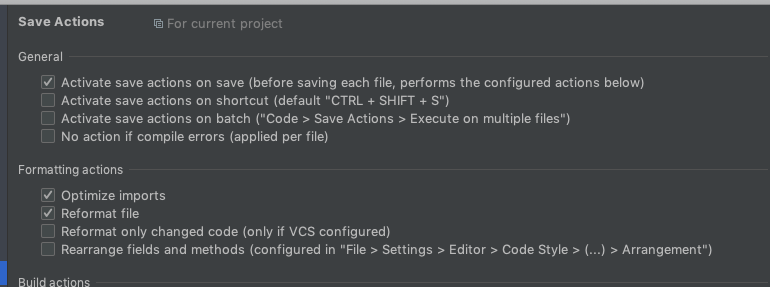 Save Actions For current project
General
Activate save actions on save (before saving each file, performs the configured actions below)
Activate save actions on shortcut (default "CTRL + SHIFT + S")
Activate save actions on batch ("Code > Save Actions > Execute on multiple files")
No action if compile errors (applied per file)
Formatting actions
Optimize imports
Reformat file
Reformat only changed code (only if VCS configured)
Rearrange fields and methods (configured in "File > Settings > Editor > Code Style > (...) > Arrangement")
Build actions